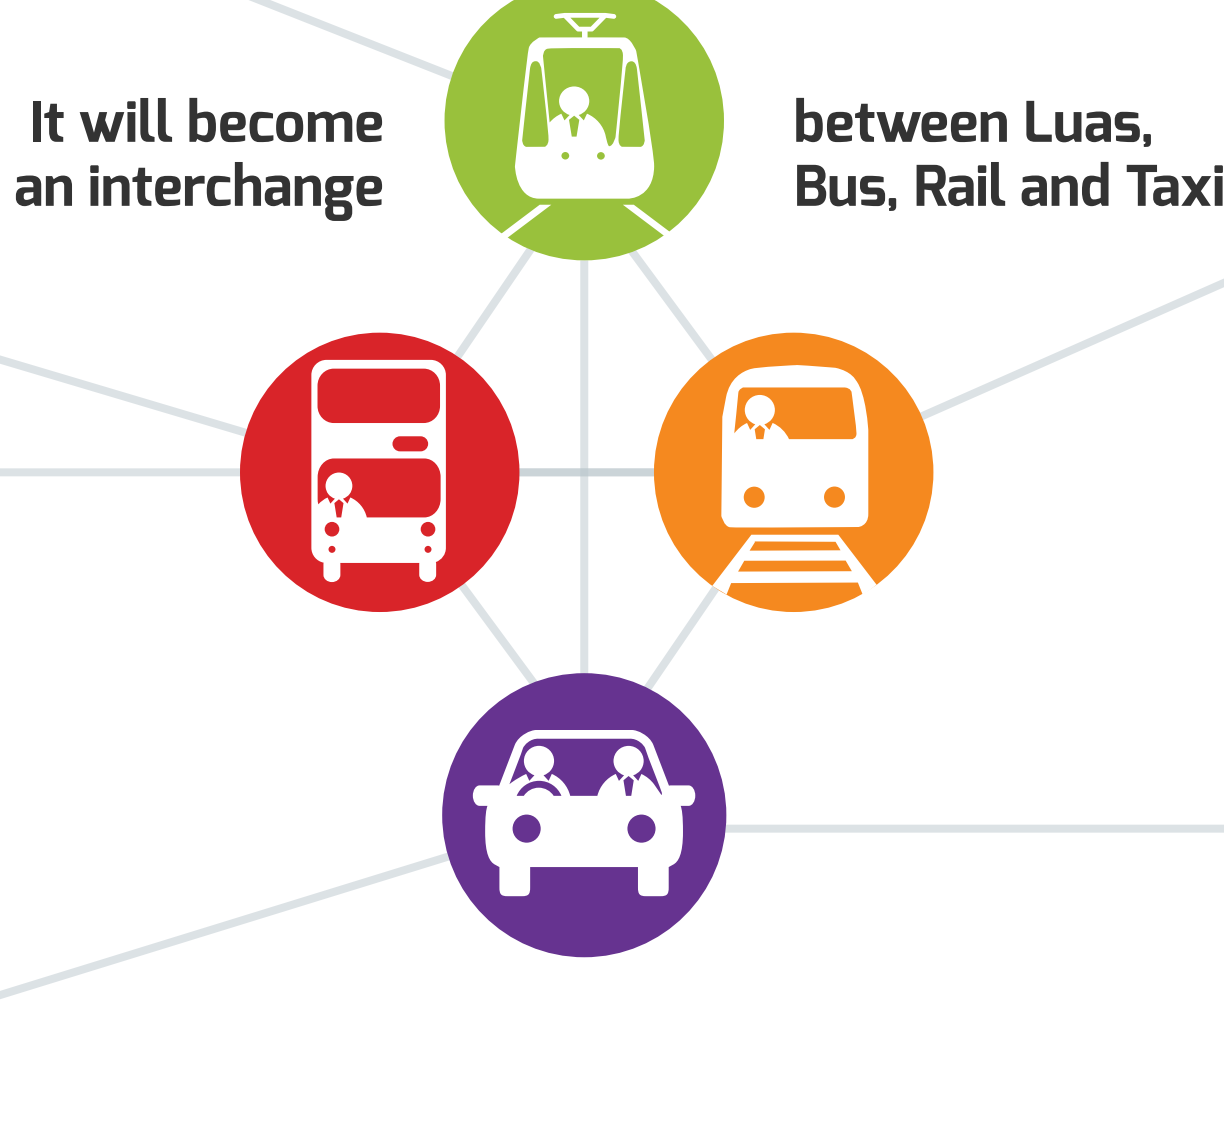 It will become
an interchange
between Luas,
Bus, Rail and Taxi